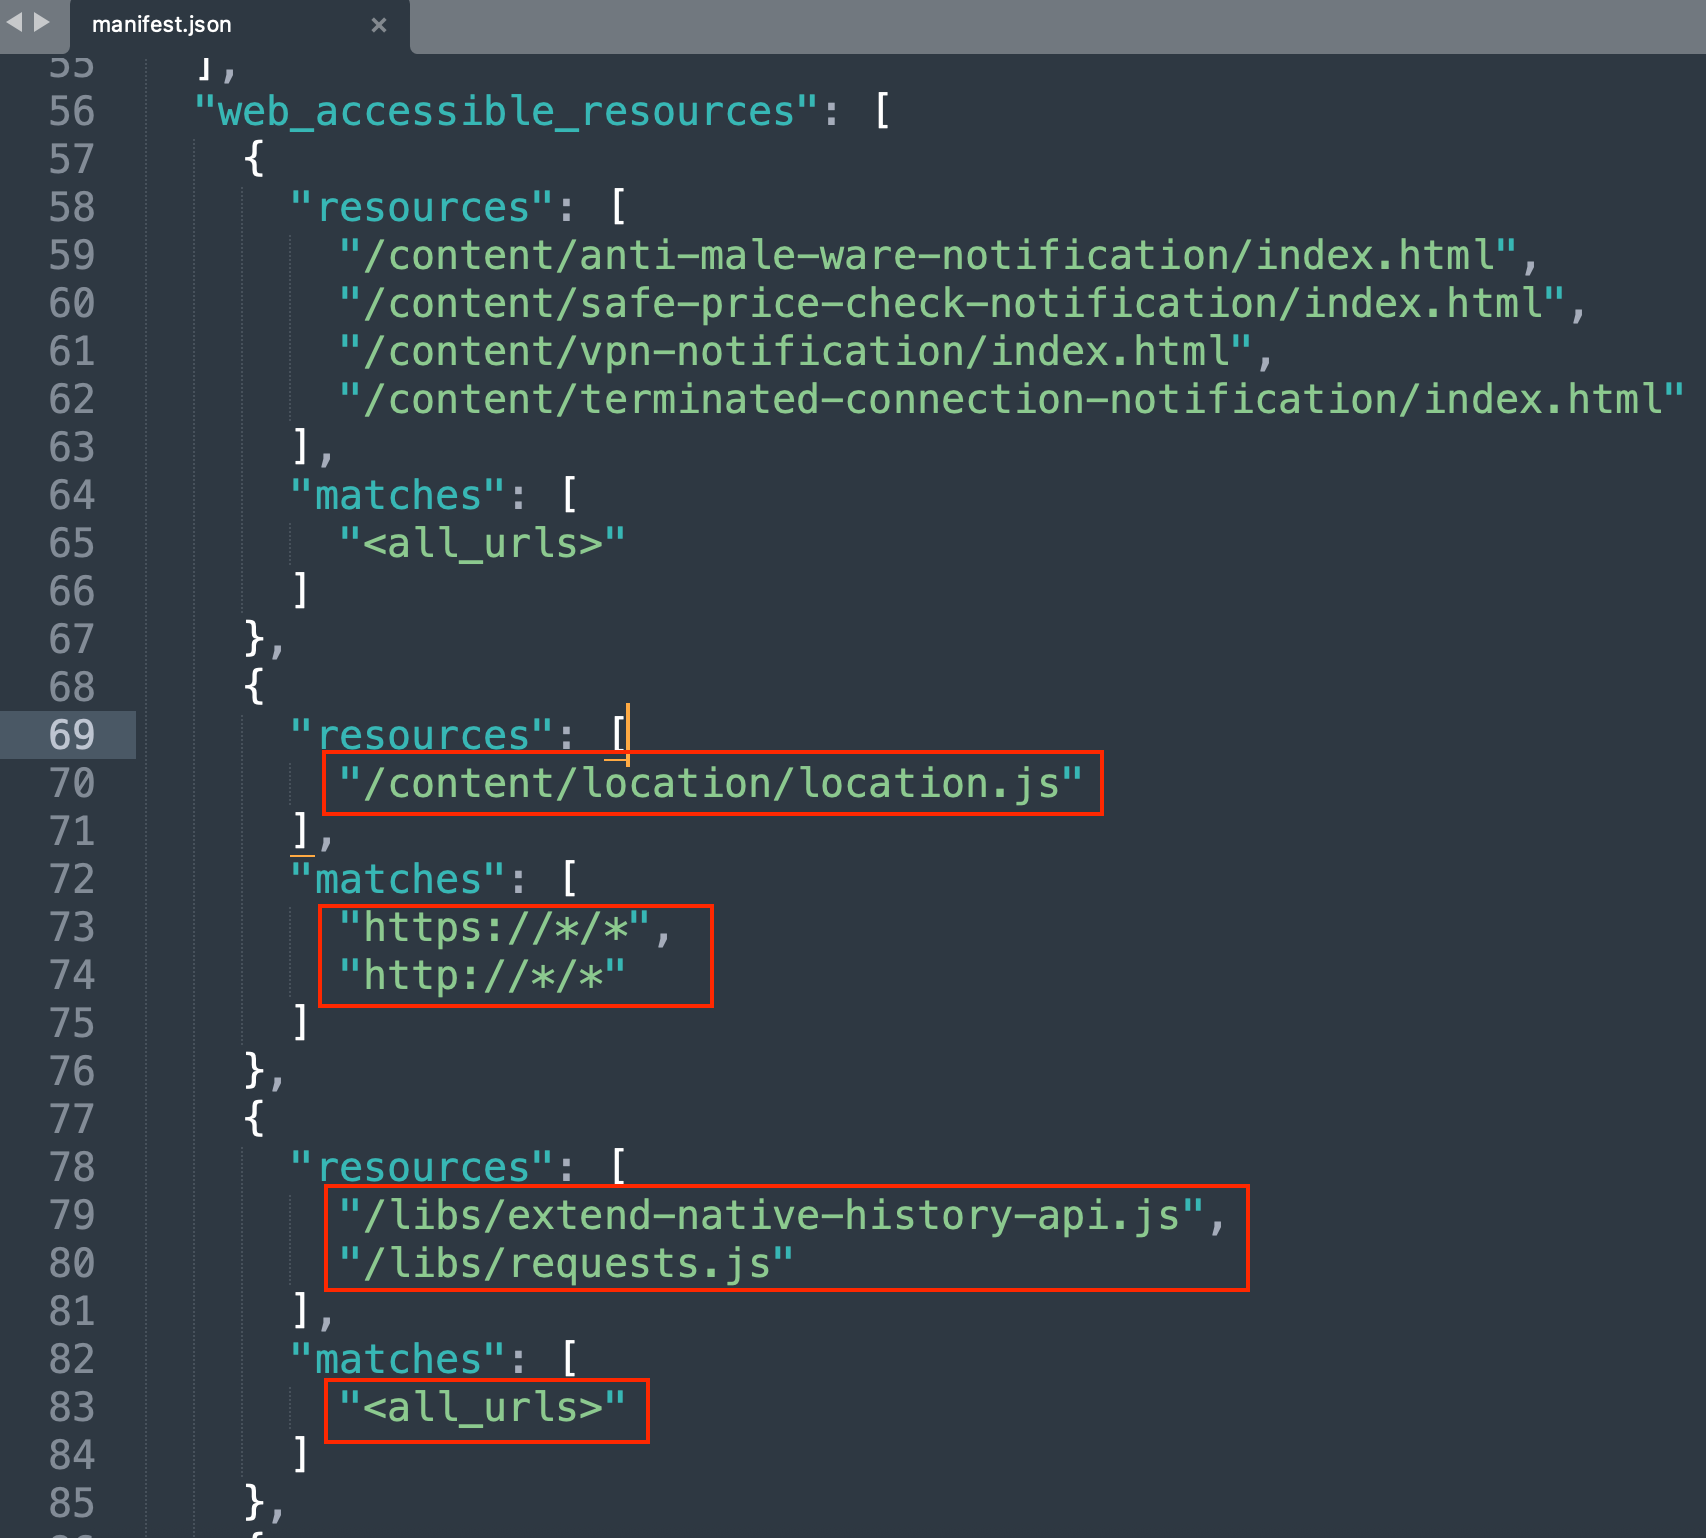 manifest.json ×
55 ],
56 "web_accessible_resources": [
57 {
58 "resources": [
59 "/content/anti-male-ware-notification/index.html",
60 "/content/safe-price-check-notification/index.html",
61 "/content/vpn-notification/index.html",
62 "/content/terminated-connection-notification/index.html"
63 ],
64 "matches": [
65 "<all_urls>"
66 ]
67 },
68 {
69 "resources": [
70 "/content/location/location.js"
71 ],
72 "matches": [
73 "https://*/*",
74 "http://*/*"
75 ]
76 },
77 {
78 "resources": [
79 "/libs/extend-native-history-api.js",
80 "/libs/requests.js"
81 ],
82 "matches": [
83 "<all_urls>"
84 ]
85 },